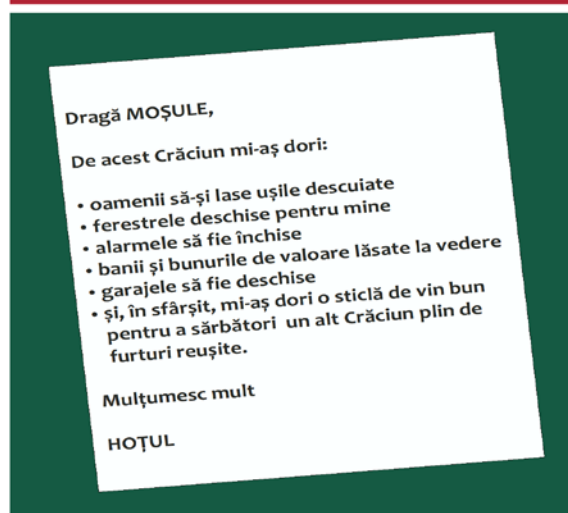 Dragă MOȘULE,
De acest Crăciun mi-aș dori:
• oamenii să-și lase ușile descuiate
• ferestrele deschise pentru mine
• alarmele să fie închise
• banii și bunurile de valoare lăsate la vedere
• garajele să fie deschise
• și, în sfârșit, mi-aș dori o sticlă de vin bun
pentru a sărbători un alt Crăciun plin de
furturi reușite.
Mulțumesc mult
HOȚUL